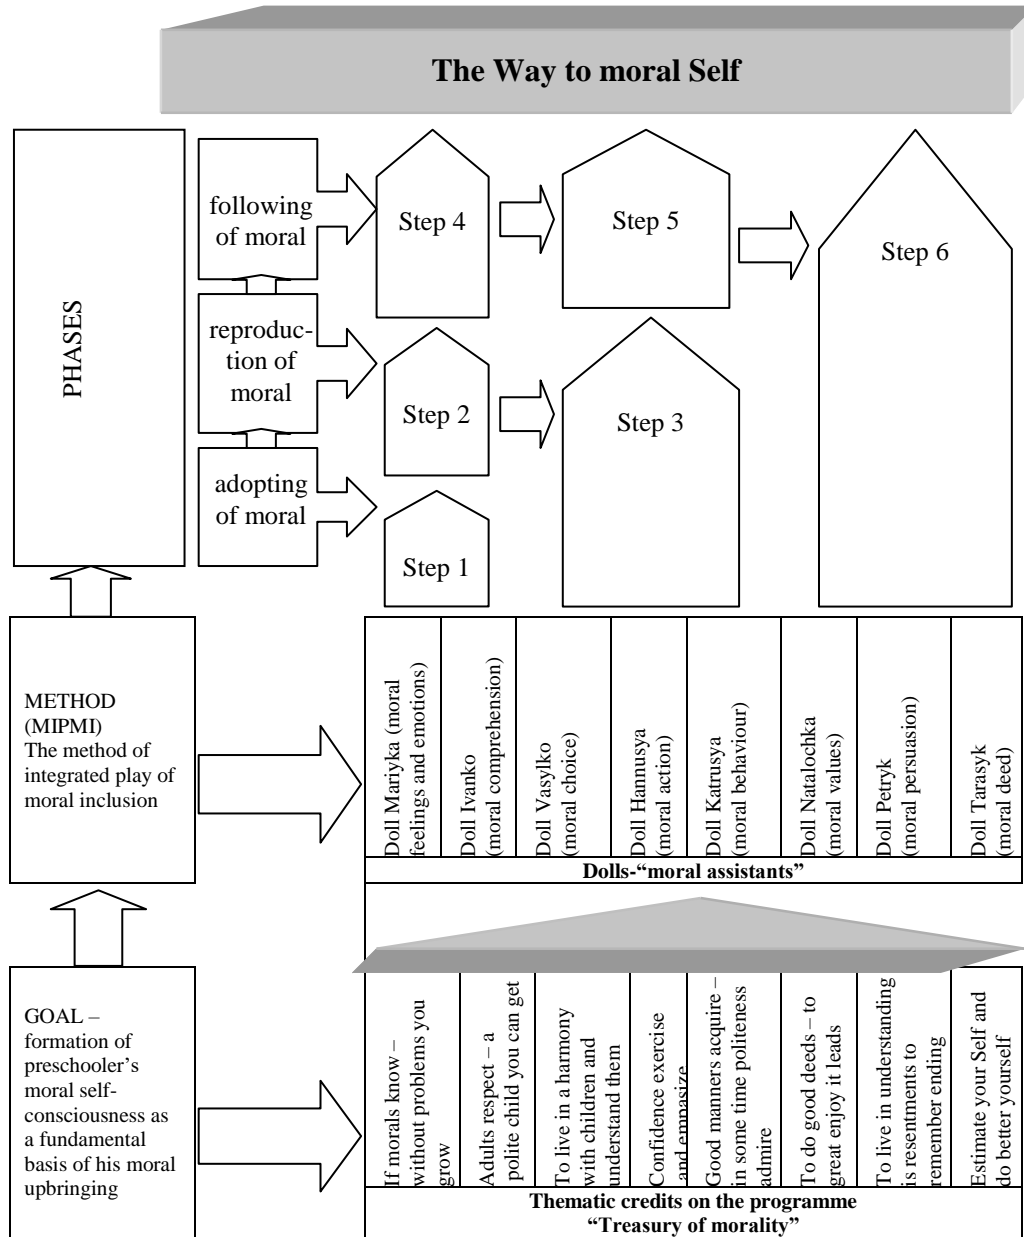 The Way to moral Self
PHASES
following
of moral
Step 4
Step 5
Step 6
reproduc-
tion of
moral
Step 2
Step 3
adopting
of moral
Step 1
METHOD
(MIPMI)
The method of
integrated play of
moral inclusion
Doll Mariyka (moral
feelings and emotions)
Doll Ivanko
(moral comprehension)
Doll Vasylko
(moral choice)
Doll Hannusya
(moral action)
Doll Katrusya
(moral behaviour)
Doll Natalochka
(moral values)
Doll Petryk
(moral persuasion)
Doll Tarasyk
(moral deed)
Dolls-“moral assistants”
GOAL –
formation of
preschooler’s
moral self-
consciousness as
a fundamental
basis of his moral
upbringing
If morals know –
without problems you
grow
Adults respect – a
polite child you can get
To live in a harmony
with children and
understand them
Confidence exercise
and empasize
Good manners acquire –
in some time politeness
admire
To do good deeds – to
great enjoy it leads
To live in understanding
is resentments to
remember ending
Estimate your Self and
do better yourself
Thematic credits on the programme
“Treasury of morality”